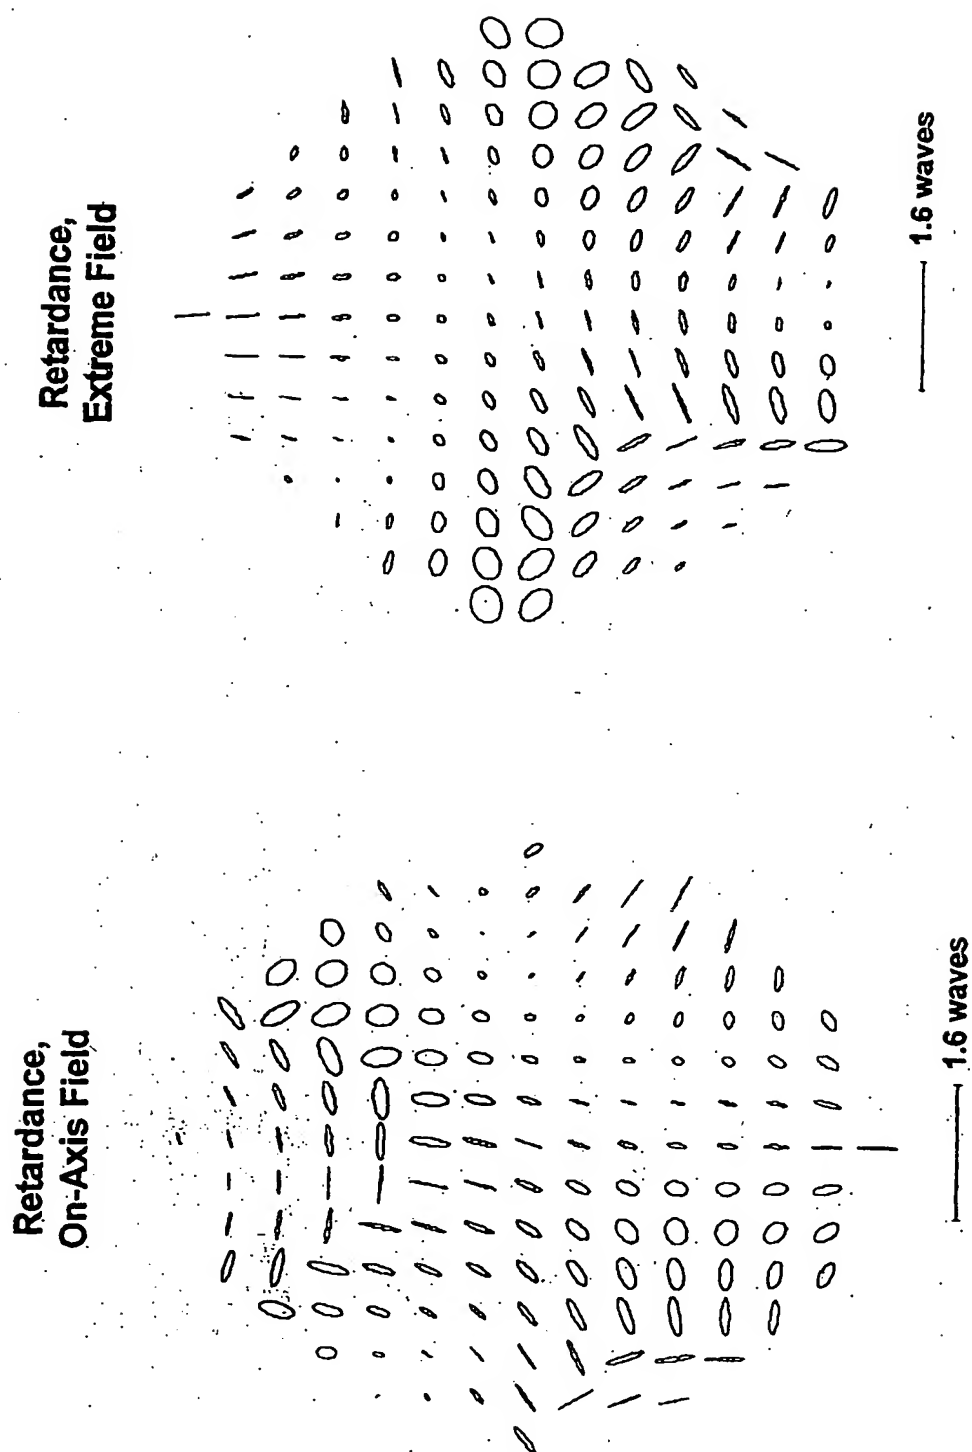 Retardance,
Extreme Field
1.6 waves
Retardance,
On-Axis Field
1.6 waves